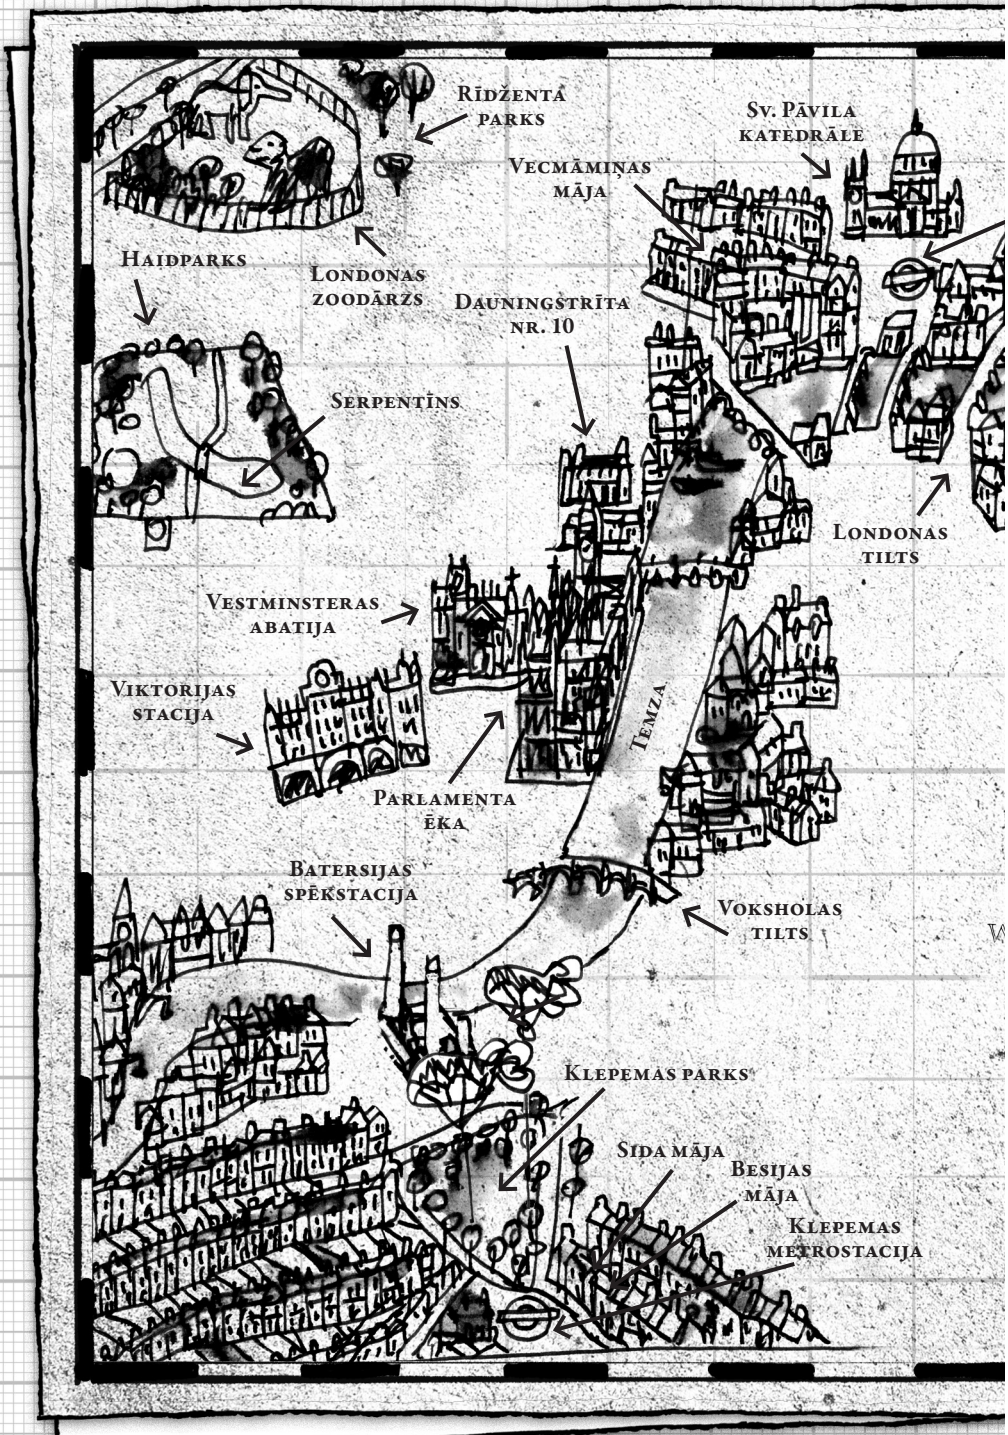 Rīdženta
parks
Sv. Pāvila
katedrāle
Vecmāmiņas
māja
Haidparks
Londonas
zoodārzs
Dauningstrīta
nr. 10
Serpentīns
Londonas
tilts
Vestminsteras
abatija
Viktorijas
stacija
Temza
Parlamenta
ēka
Batersijas
spēkstacija
Voksholas
tilts
Klepemas parks
Sida māja
Besijas
māja
Klepemas
metrostacija